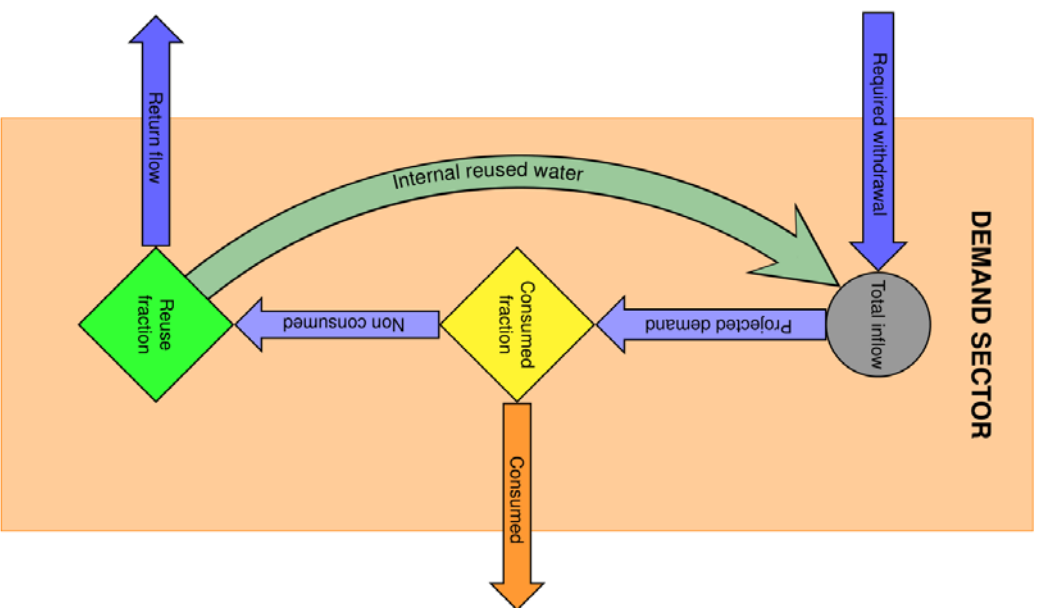 DEMAND SECTOR
Required withdrawal
Total inflow
Projected demand
Consumed
fraction
Consumed
Non consumed
Reuse
fraction
Return flow
Internal reused water